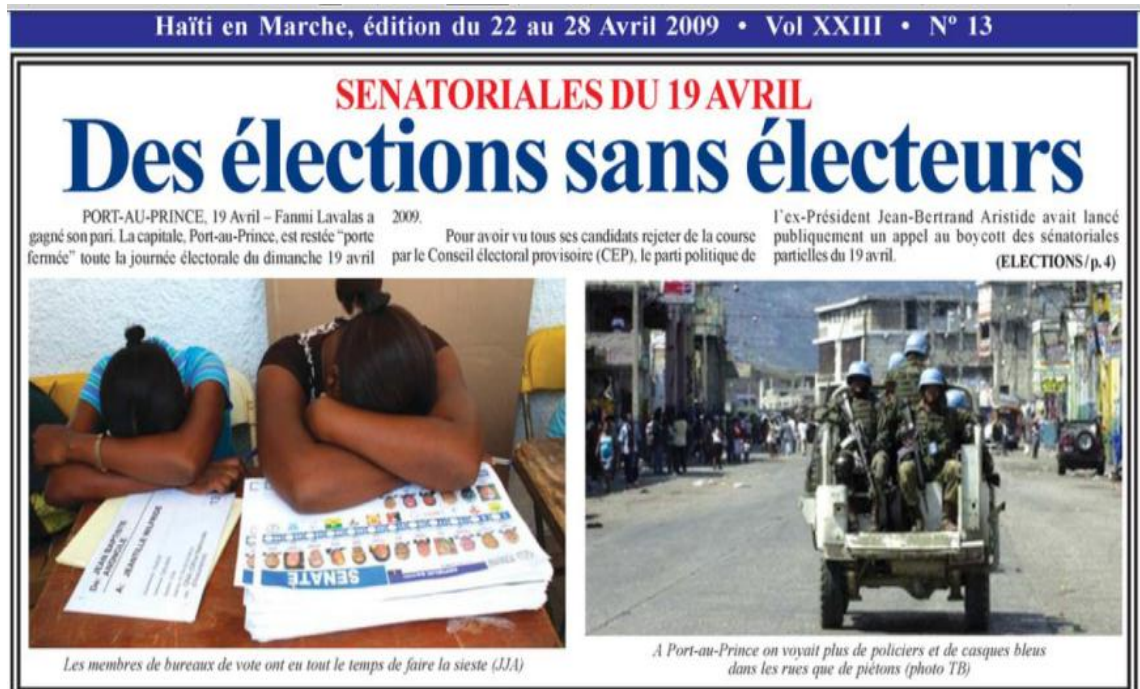 Haïti en Marche, édition du 22 au 28 Avril 2009 • Vol XXIII • Nº 13
SENATORIALES DU 19 AVRIL
Des élections sans électeurs
PORT-AU-PRINCE, 19 Avril – Fanmi Lavalas a
gagné son pari. La capitale, Port-au-Prince, est restée “porte
fermée” toute la journée électorale du dimanche 19 avril
2009.
Pour avoir vu tous ses candidats rejeter de la course
par le Conseil électoral provisoire (CEP), le parti politique de
l’ex-Président Jean-Bertrand Aristide avait lancé
publiquement un appel au boycott des sénatoriales
partielles du 19 avril.
(ELECTIONS / p. 4)
De: JEAN BAPTISTE
ANGNOLE
A: JEANTILLE WILFRIDE
SENATE
Les membres de bureaux de vote ont eu tout le temps de faire la sieste (JJA)
A Port-au-Prince on voyait plus de policiers et de casques bleus
dans les rues que de piétons (photo TB)